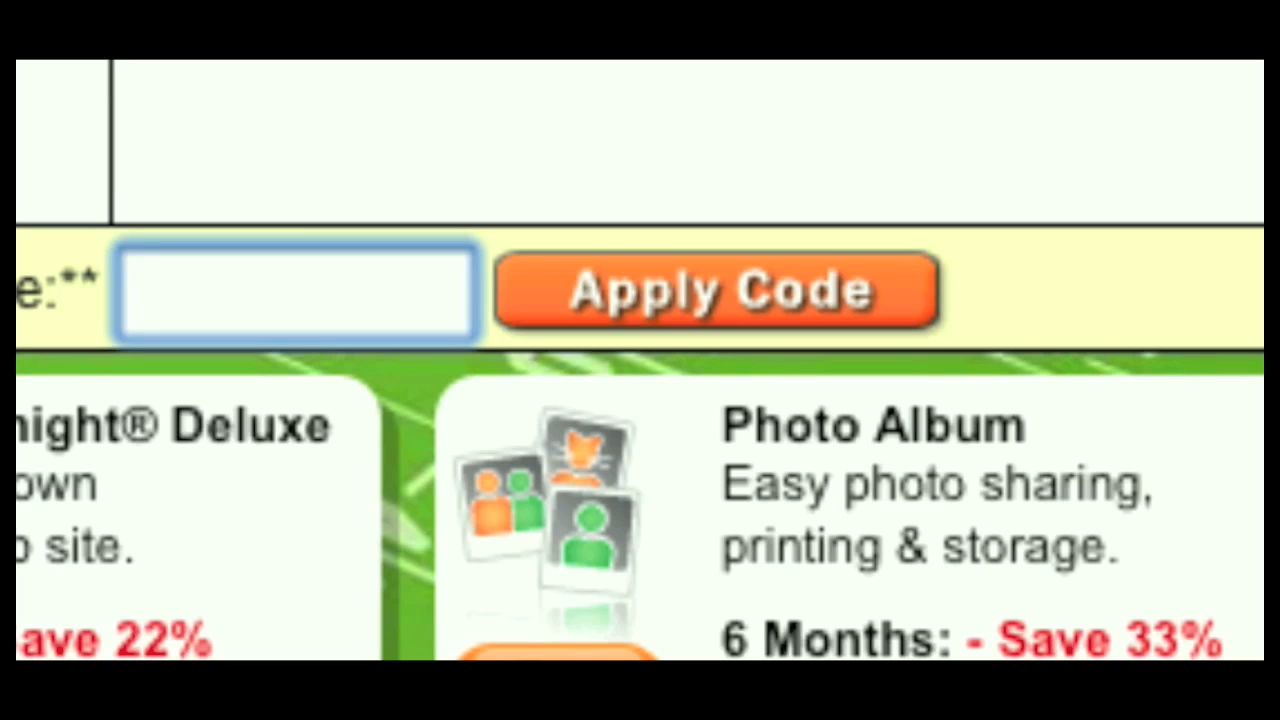 e:**
Apply Code
night® Deluxe
own
site.
ave 22%
Photo Album
Easy photo sharing,
printing & storage.
6 Months: - Save 33%